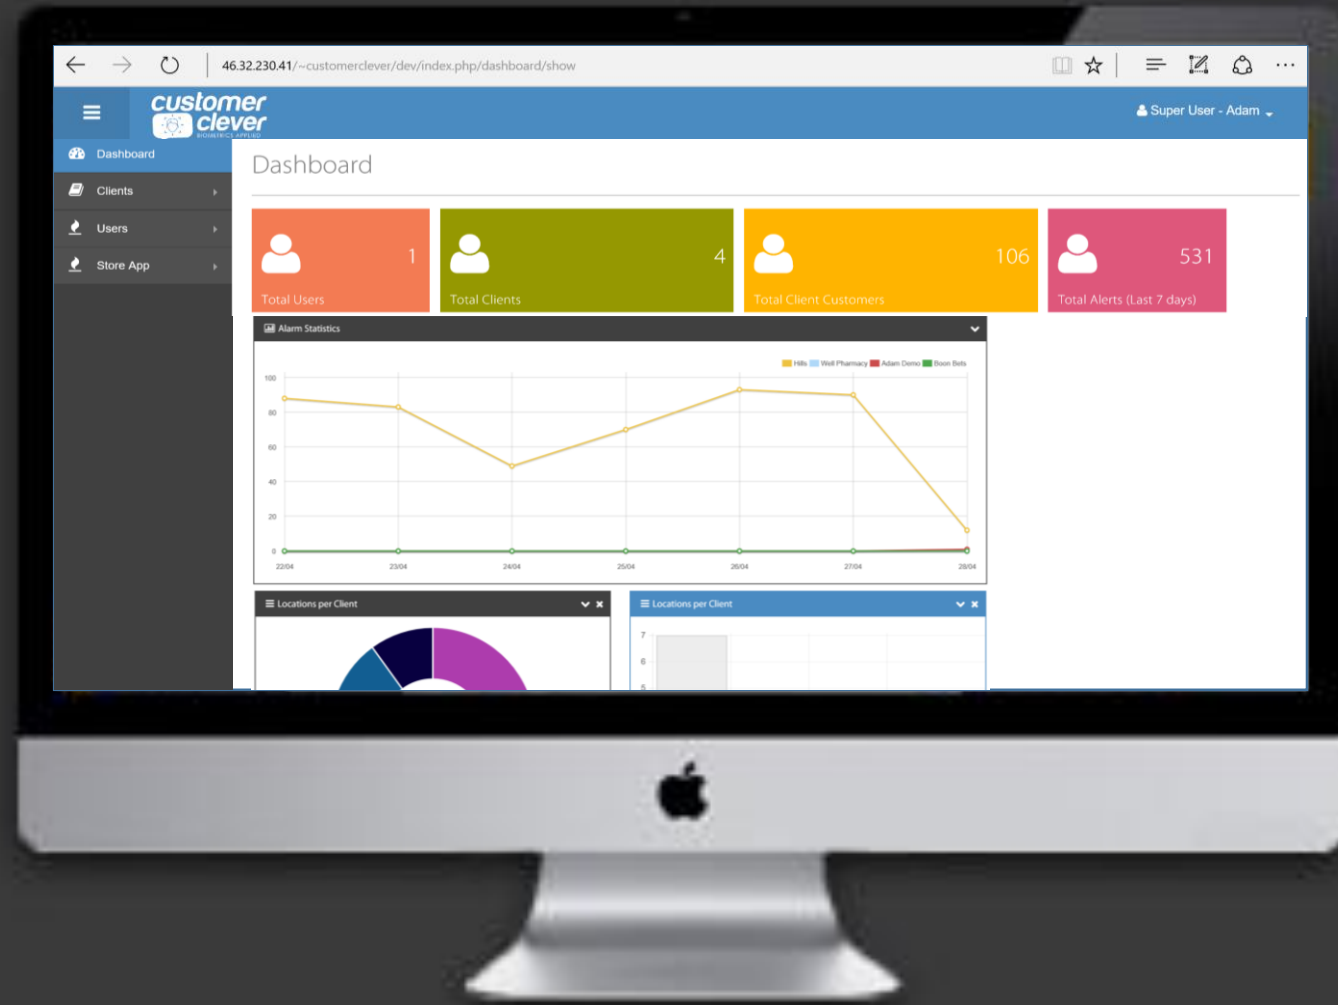 46.32.230.41/~customerclever/dev/index.php/dashboard/show
customer
clever
BIOMETRICS APPLIED
Super User - Adam
Dashboard
Clients
Users
Store App
Dashboard
1
Total Users
4
Total Clients
106
Total Client Customers
531
Total Alerts (Last 7 days)
Alarm Statistics
Hills Well Pharmacy Adam Demo Boon Bets
100
80
60
40
20
0
22/04 23/04 24/04 25/04 26/04 27/04 28/04
Locations per Client
Locations per Client
7
6
5